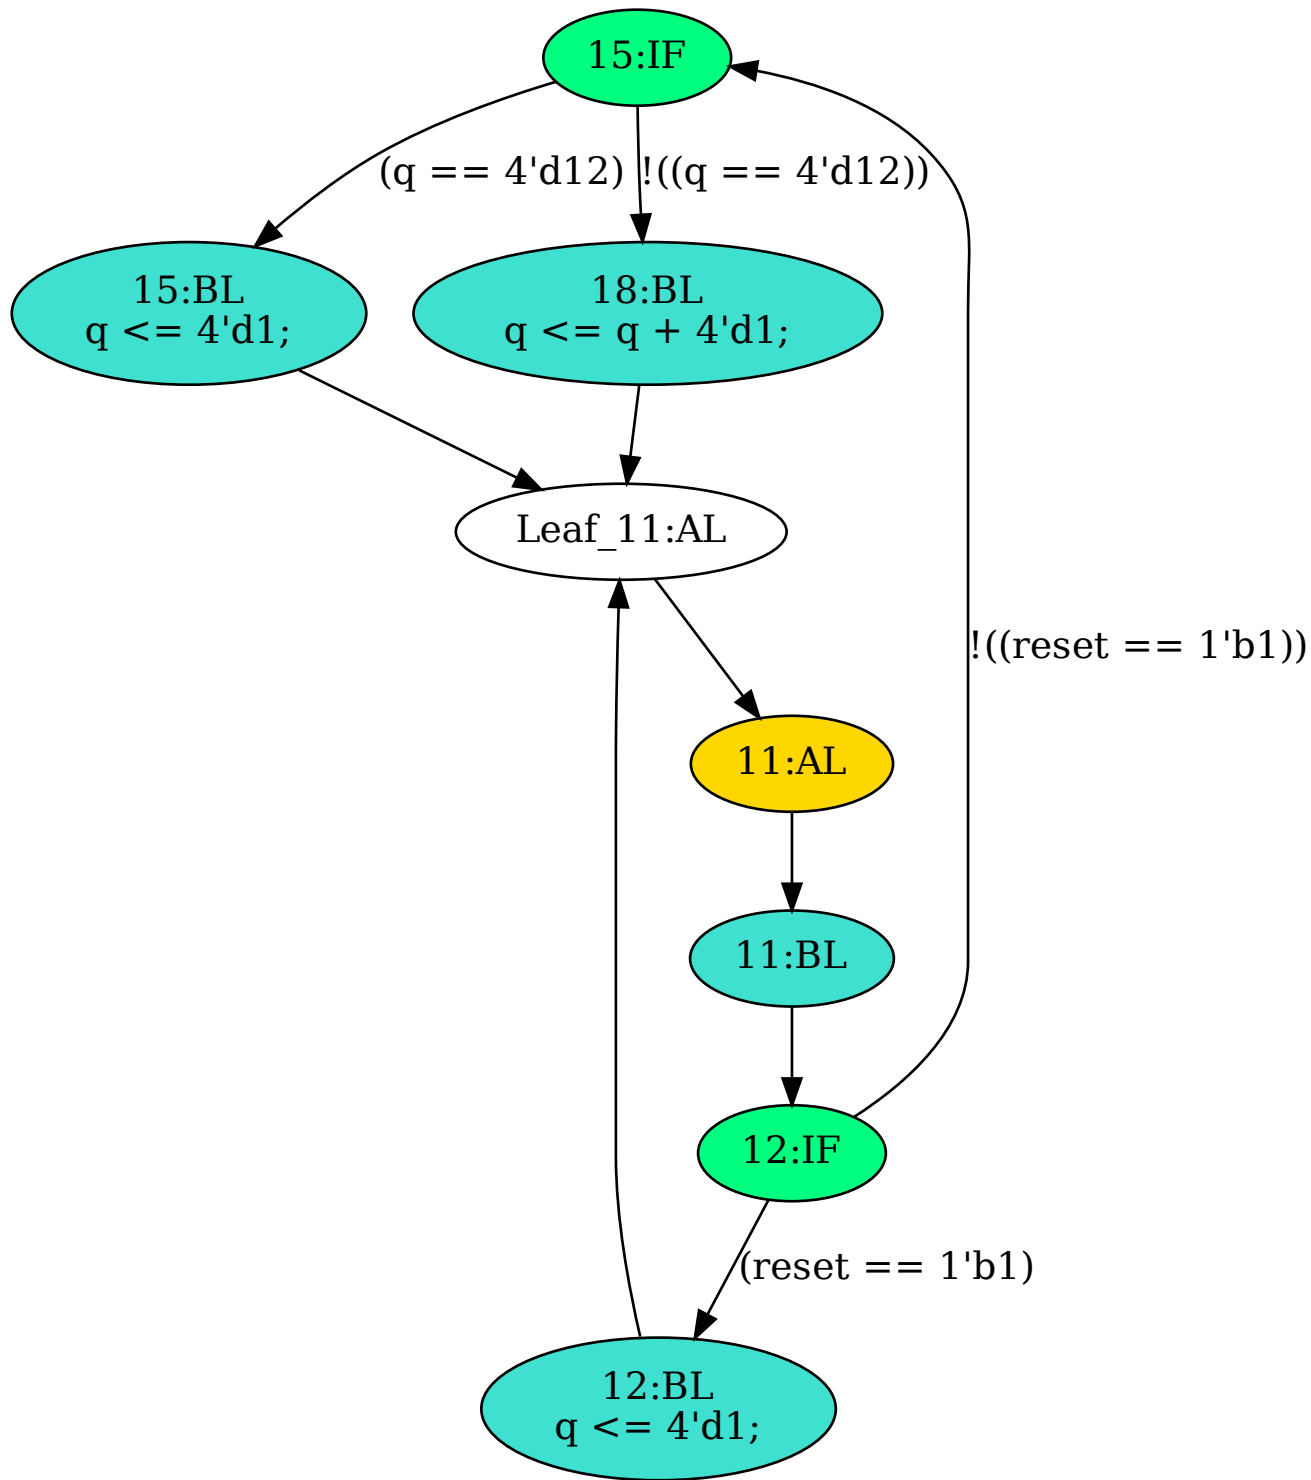 15:IF
(q == 4'd12)
!((q == 4'd12))
15:BL
q <= 4'd1;
18:BL
q <= q + 4'd1;
Leaf_11:AL
!((reset == 1'b1))
11:AL
11:BL
12:IF
(reset == 1'b1)
12:BL
q <= 4'd1;